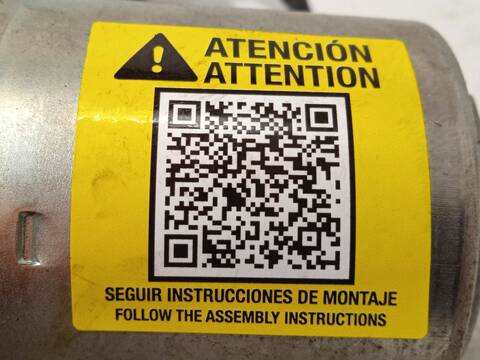 ATENCIÓN
ATTENTION
SEGUIR INSTRUCCIONES DE MONTAJE
FOLLOW THE ASSEMBLY INSTRUCTIONS